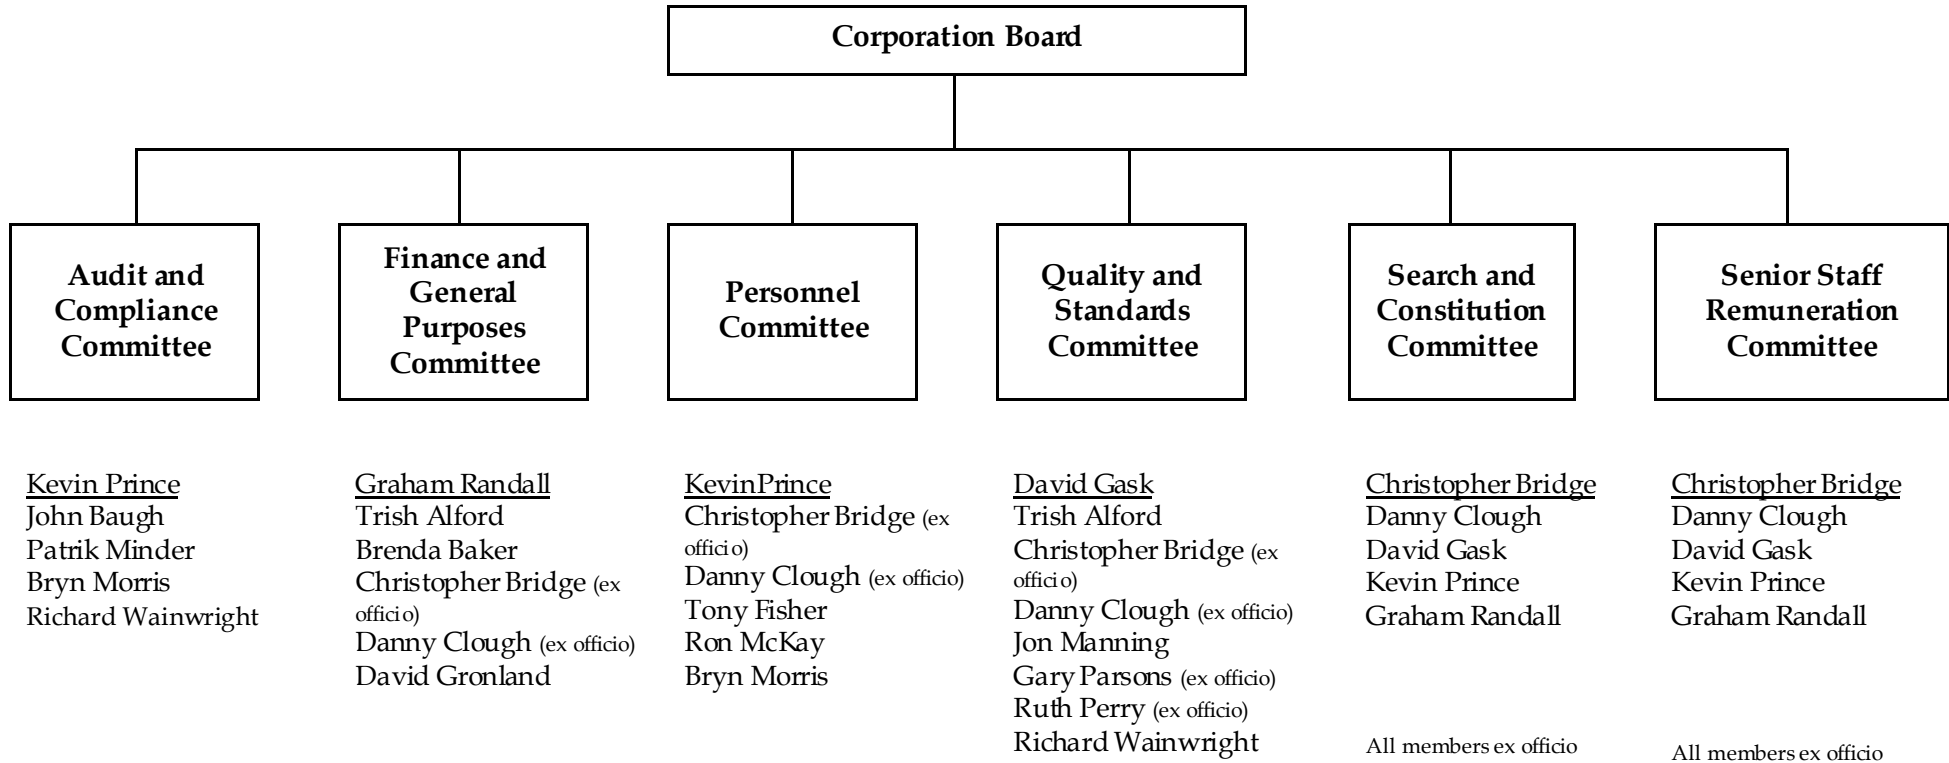 Corporation Board
Audit and
Compliance
Committee
Finance and
General
Purposes
Committee
Personnel
Committee
Quality and
Standards
Committee
Search and
Constitution
Committee
Senior Staff
Remuneration
Committee
Kevin Prince
John Baugh
Patrik Minder
Bryn Morris
Richard Wainwright
Graham Randall
Trish Alford
Brenda Baker
Christopher Bridge (ex
officio)
Danny Clough (ex officio)
David Gronland
Kevin Prince
Christopher Bridge (ex
officio)
Danny Clough (ex officio)
Tony Fisher
Ron McKay
Bryn Morris
David Gask
Trish Alford
Christopher Bridge (ex
officio)
Danny Clough (ex officio)
Jon Manning
Gary Parsons (ex officio)
Ruth Perry (ex officio)
Richard Wainwright
Christopher Bridge
Danny Clough
David Gask
Kevin Prince
Graham Randall
All members ex officio
Christopher Bridge
Danny Clough
David Gask
Kevin Prince
Graham Randall
All members ex officio